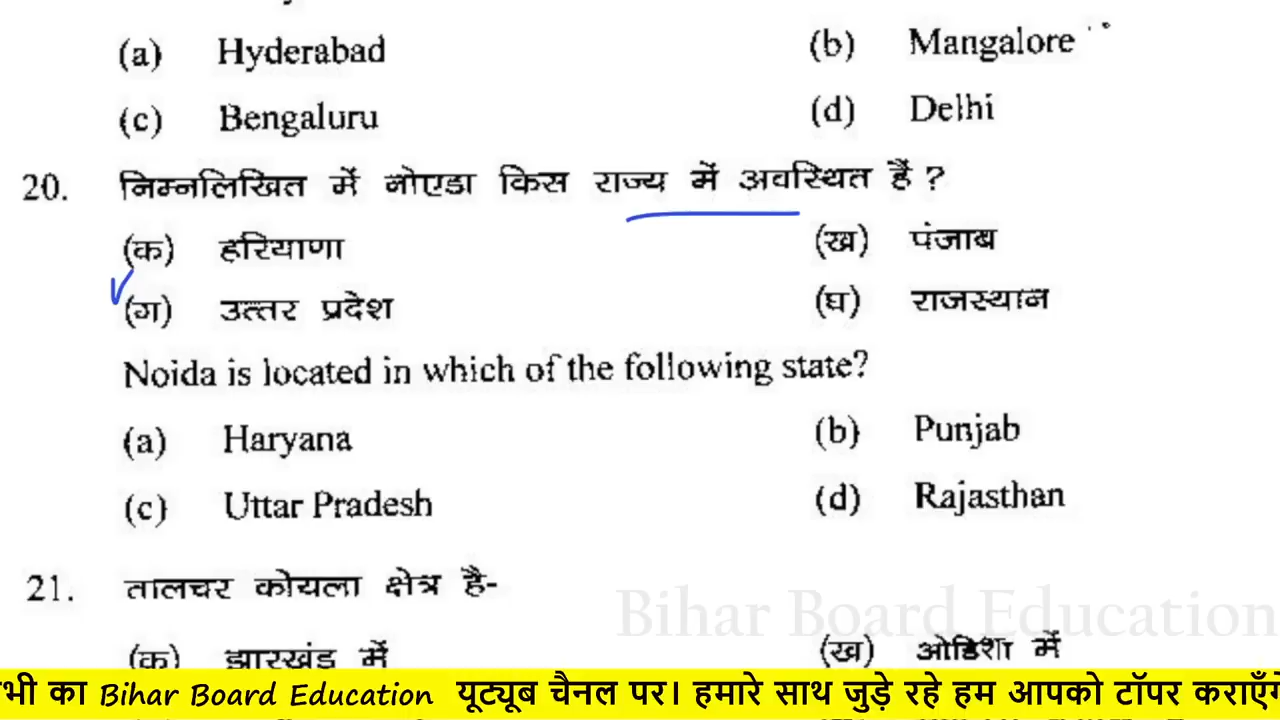 (a) Hyderabad (b) Mangalore
(c) Bengaluru (d) Delhi
20. निम्नलिखित में नोएडा किस राज्य में अवस्थित हैं ?
(क) हरियाणा (ख) पंजाब
(ग) उत्तर प्रदेश (घ) राजस्थान
Noida is located in which of the following state?
(a) Haryana (b) Punjab
(c) Uttar Pradesh (d) Rajasthan
21. तालचर कोयला क्षेत्र है-
Bihar Board Education
(क) झारखंड में (ख) ओडिशा में
भी का Bihar Board Education यूट्यूब चैनल पर। हमारे साथ जुड़े रहे हम आपको टॉपर कराएँगे